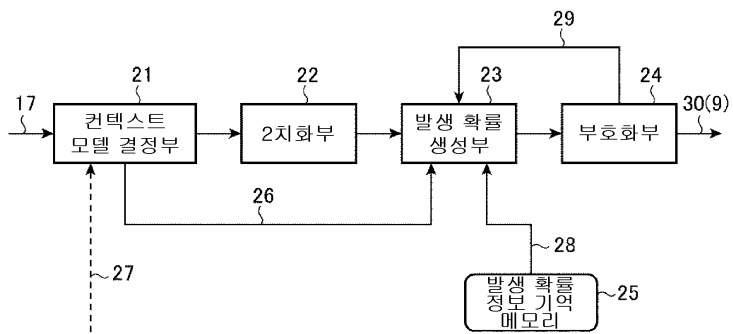 29
21
22
23
24
17
컨텍스트
모델 결정부
2치화부
발생 확률
생성부
부호화부
30(9)
26
27
28
발생 확률
정보 기억
메모리
25